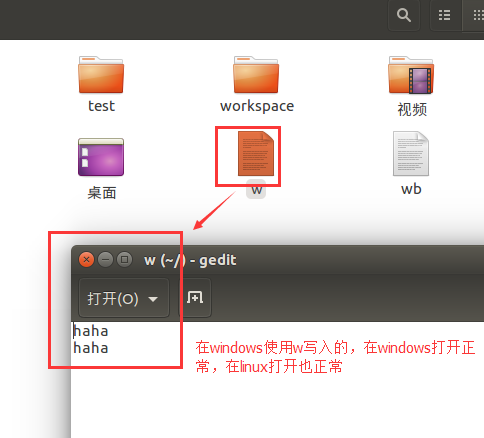 test
workspace
视频
桌面
w
wb
w (~/) - gedit
打开(O)
haha
haha
在windows使用w写入的，在windows打开正
常，在linux打开也正常